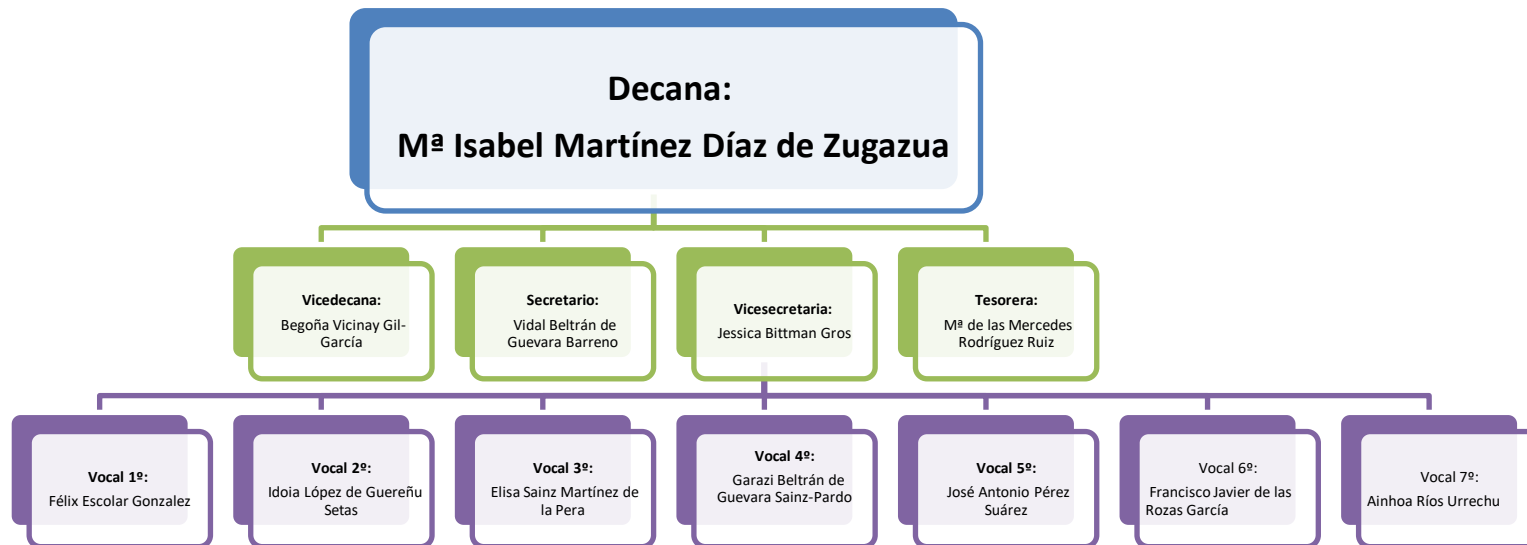 Decana:
Mª Isabel Martínez Díaz de Zugazua
Vicedecana:
Begoña Vicinay Gil-
García
Secretario:
Vidal Beltrán de
Guevara Barreno
Vicesecretaria:
Jessica Bittman Gros
Tesorera:
Mª de las Mercedes
Rodríguez Ruiz
Vocal 1º:
Félix Escolar Gonzalez
Vocal 2º:
Idoia López de Guereñu
Setas
Vocal 3º:
Elisa Sainz Martínez de
la Pera
Vocal 4º:
Garazi Beltrán de
Guevara Sainz-Pardo
Vocal 5º:
José Antonio Pérez
Suárez
Vocal 6º:
Francisco Javier de las
Rozas García
Vocal 7º:
Ainhoa Ríos Urrechu